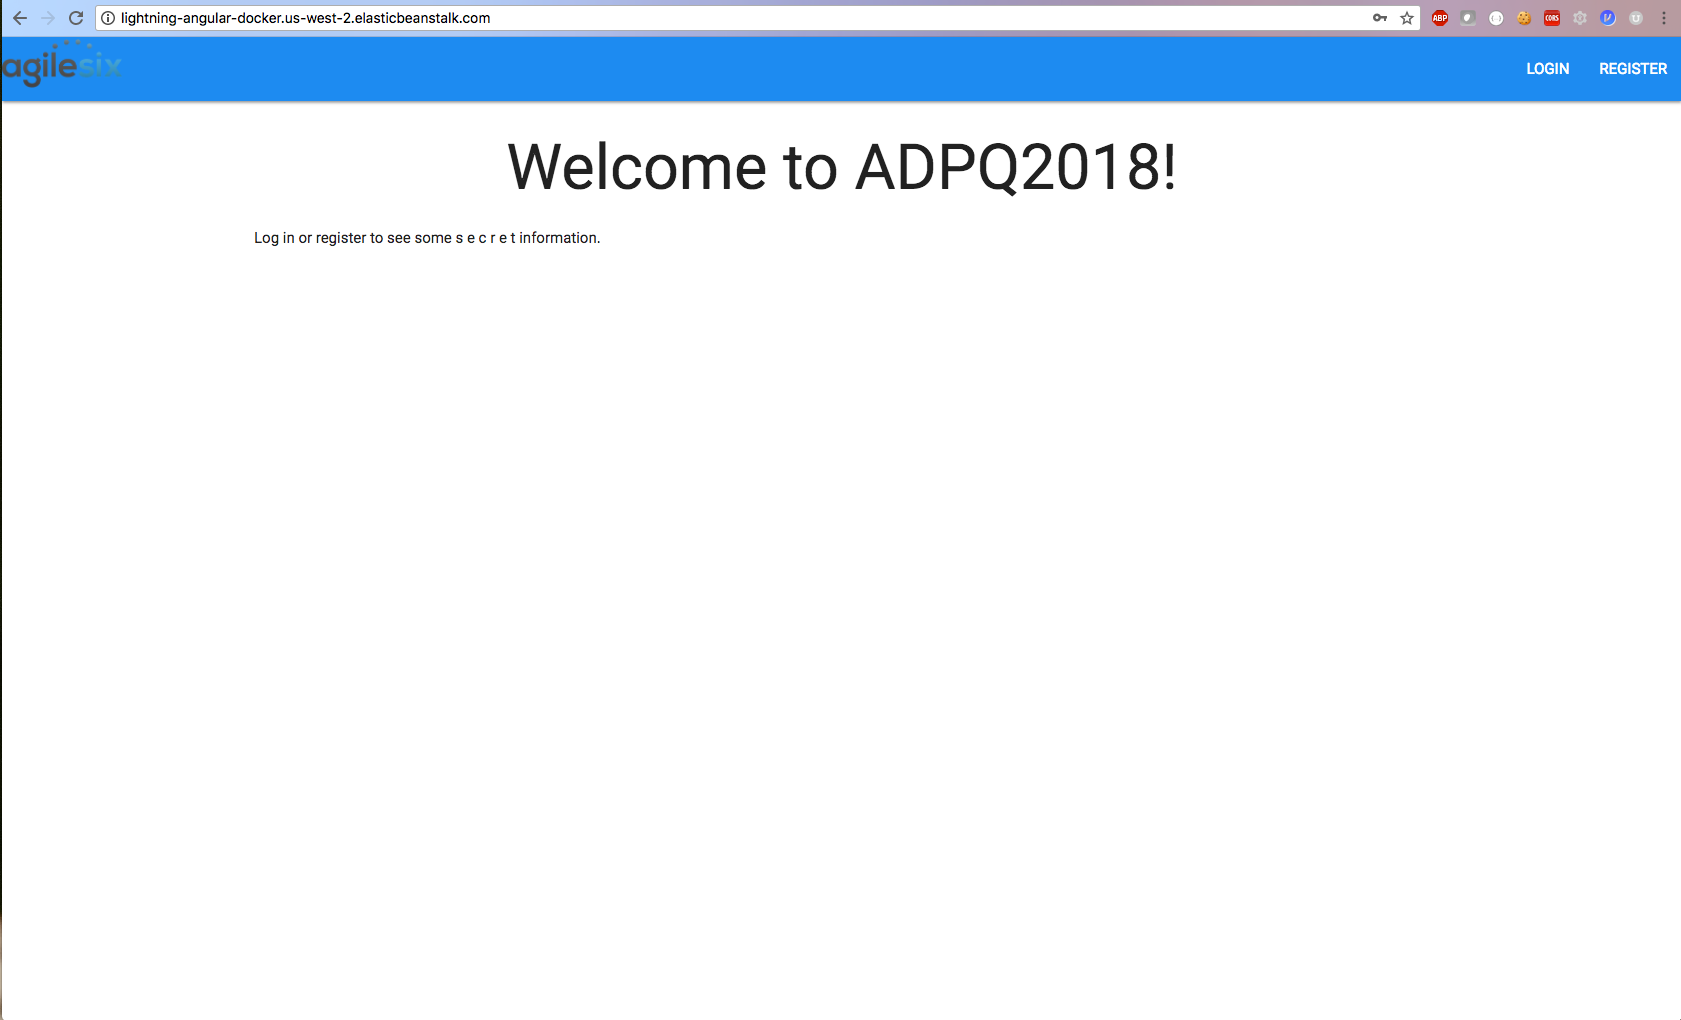 lightning-angular-docker.us-west-2.elasticbeanstalk.com
ABP
CORS
agilesix
LOGIN
REGISTER
Welcome to ADPQ2018!
Log in or register to see some s e c r e t information.